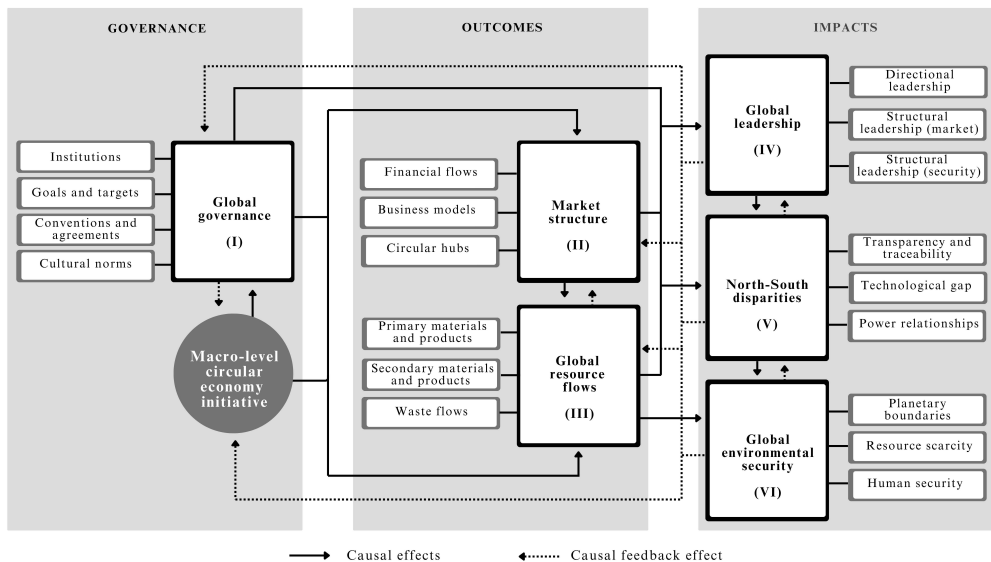 GOVERNANCE
OUTCOMES
IMPACTS
Institutions
Goals and targets
Conventions and
agreements
Cultural norms
Global
governance
(I)
Macro-level
circular
economy
initiative
Financial flows
Business models
Circular hubs
Market
structure
(II)
Primary materials
and products
Secondary materials
and products
Waste flows
Global
resource
flows
(III)
Global
leadership
(IV)
Directional
leadership
Structural
leadership (market)
Structural
leadership (security)
North-South
disparities
(V)
Transparency and
traceability
Technological gap
Power relationships
Global
environmental
security
(VI)
Planetary
boundaries
Resource scarcity
Human security
Causal effects
Causal feedback effect